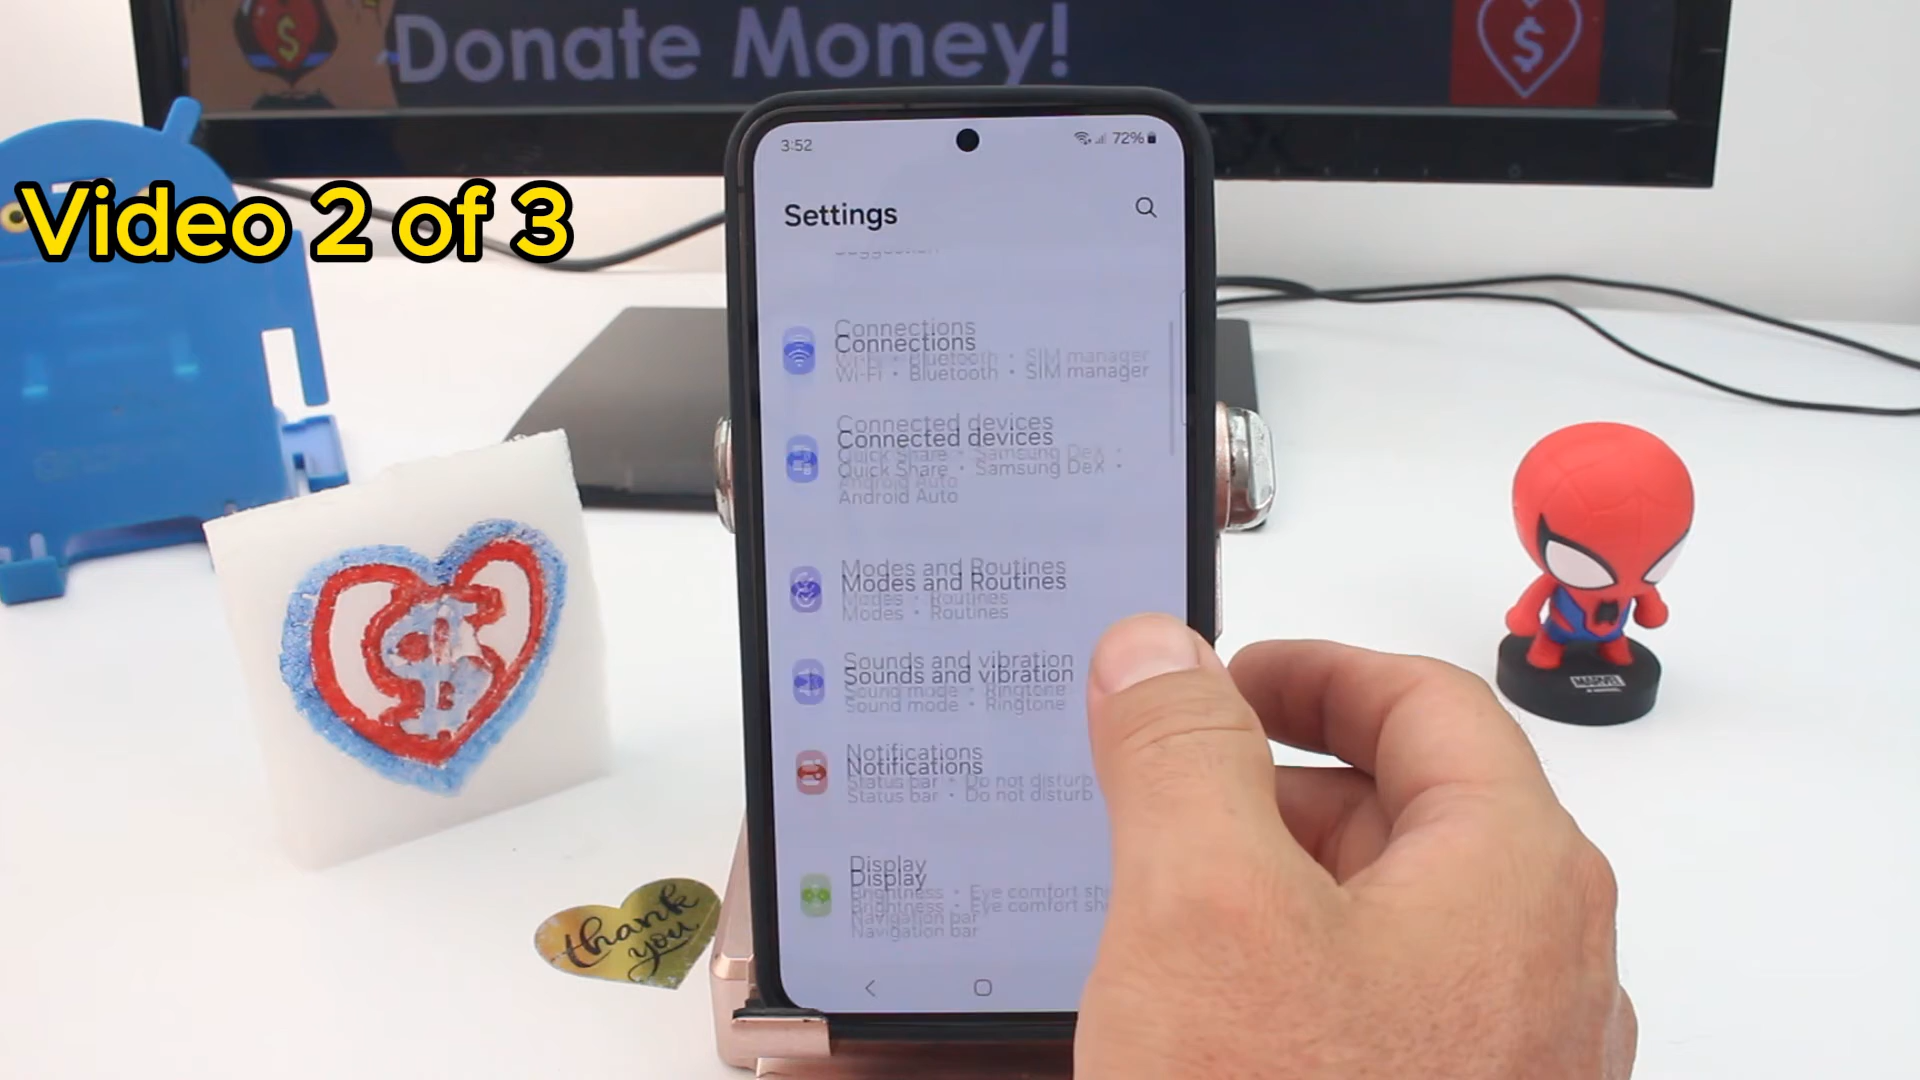 Donate Money!
$
$
Video 2 of 3
3:52
72%
Settings
Suggestion
Connections
Wi-Fi • Bluetooth • SIM manager
Connected devices
Quick Share • Samsung DeX •
Android Auto
Modes and Routines
Modes • Routines
Sounds and vibration
Sound mode • Ringtone
Notifications
Status bar • Do not disturb
Display
Brightness • Eye comfort sh
Navigation bar
$
thank
you
MARVEL